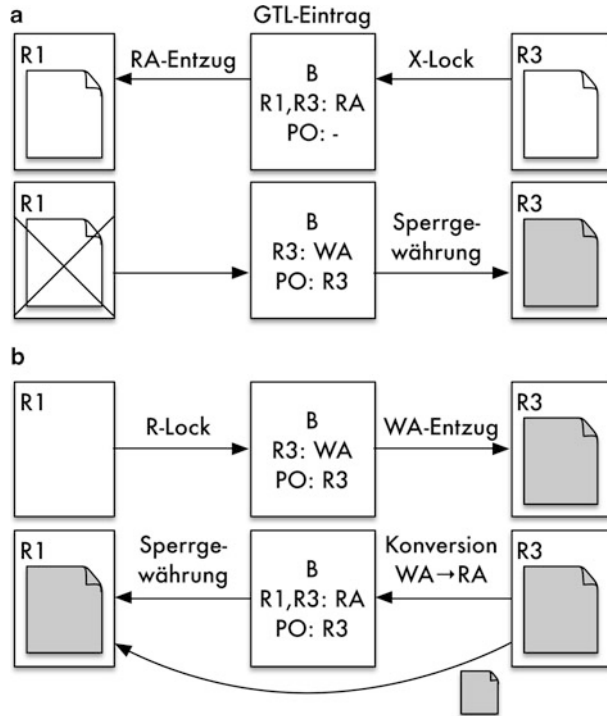 a
GTL-Eintrag
R1
RA-Entzug
B
R1,R3: RA
PO: -
X-Lock
R3
R1
B
R3: WA
PO: R3
Sperrge-
währung
R3
b
R1
R-Lock
B
R3: WA
PO: R3
WA-Entzug
R3
R1
Sperrge-
währung
B
R1,R3: RA
PO: R3
Konversion
WA→RA
R3